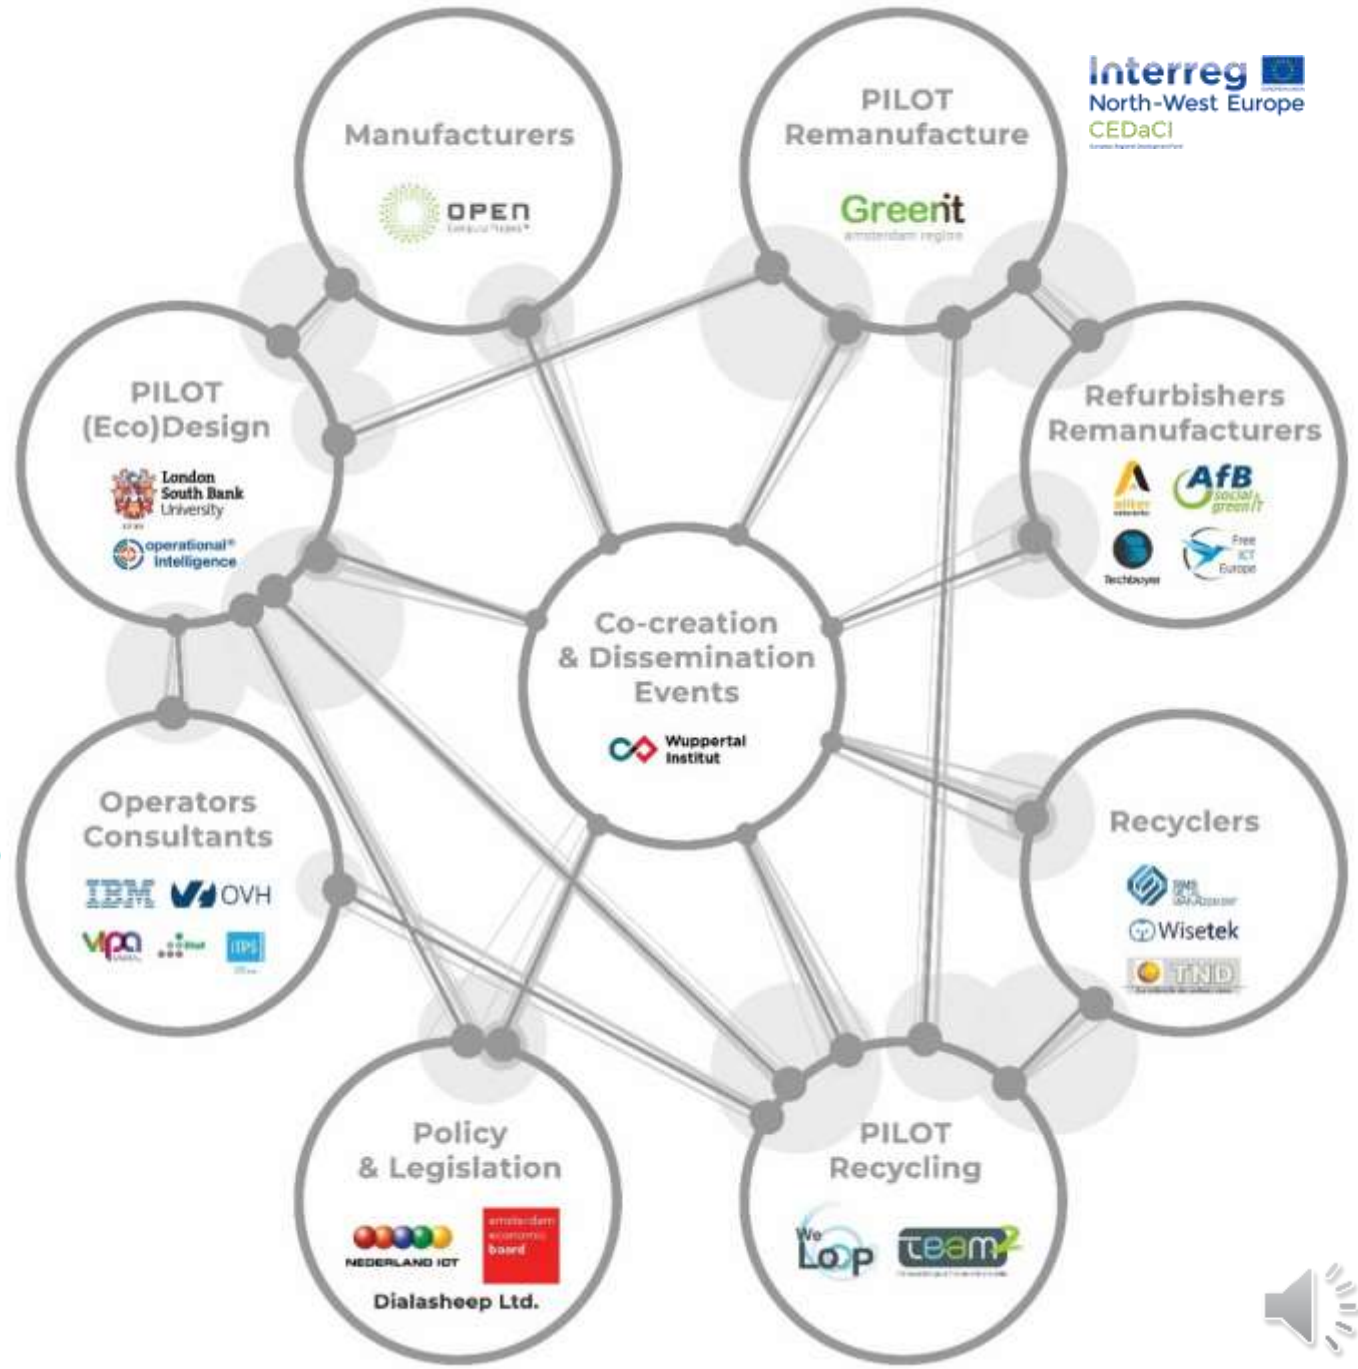 Manufacturers
OPEN
PILOT
Remanufacture
Greenit
amsterdam region
Interreg
North-West Europe
CEDaCI
PILOT
(Eco)Design
London
South Bank
University
operational®
intelligence
Refurbishers
Remanufacturers
AfB
social
green IT
Techbuyer
Free
ICT
Europe
Co-creation
& Dissemination
Events
Wuppertal
Institut
Operators
Consultants
IBM
OVH
Recyclers
Wisetek
TND
Policy
& Legislation
NEDERLAND ICT
amsterdam
economic
board
Dialasheep Ltd.
PILOT
Recycling
We
LOOP
team2